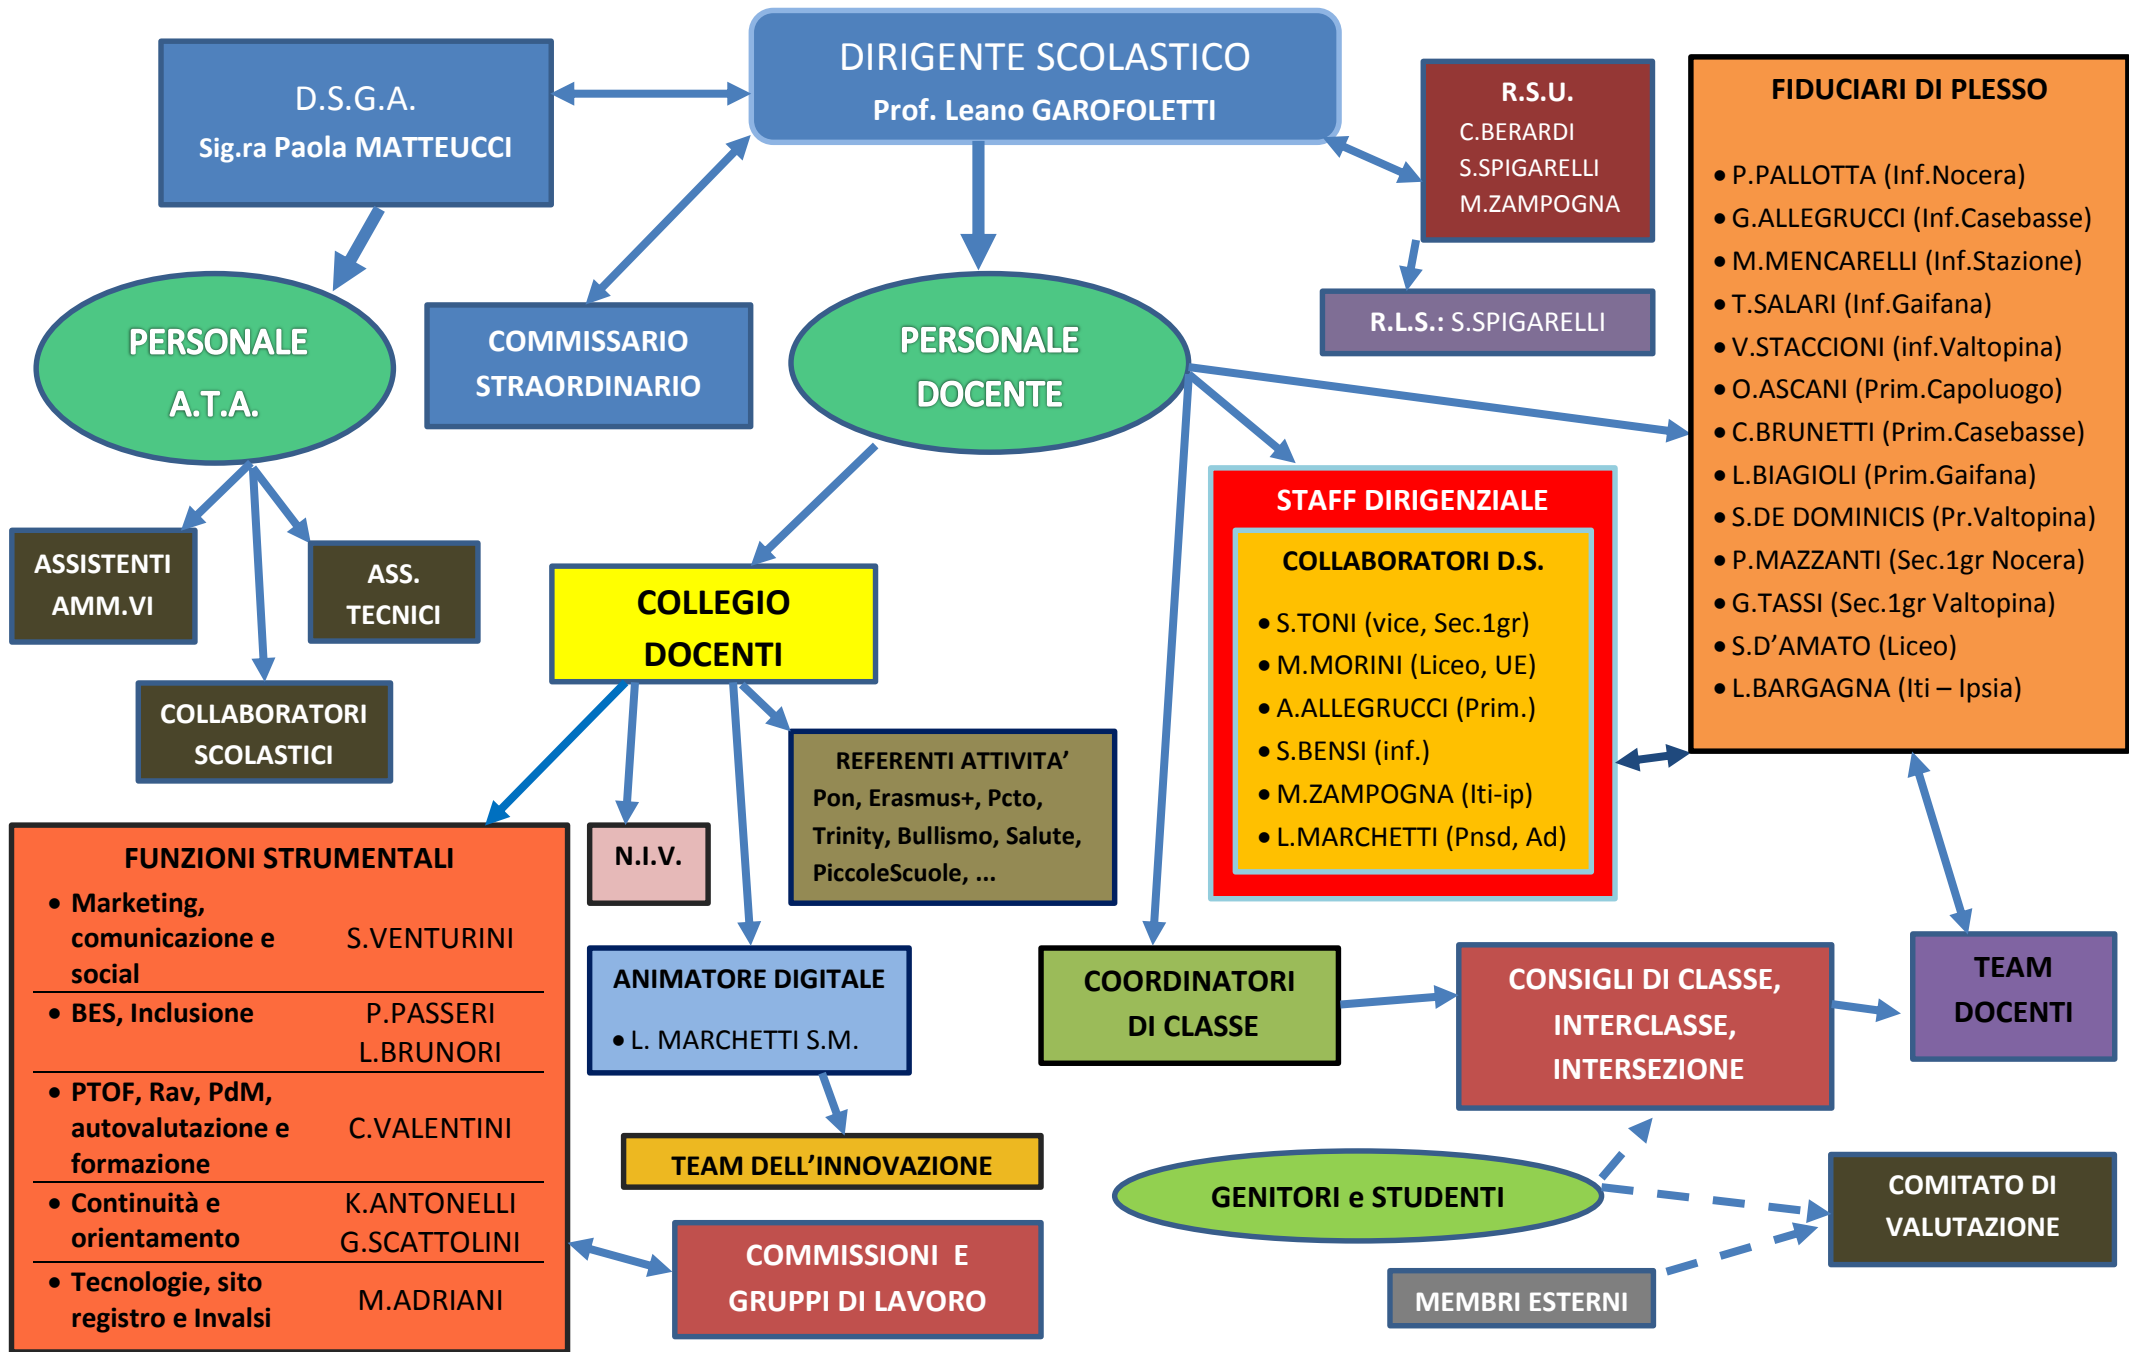 D.S.G.A.
Sig.ra Paola MATTEUCCI
DIRIGENTE SCOLASTICO
Prof. Leano GAROFOLETTI
R.S.U.
C.BERARDI
S.SPIGARELLI
M.ZAMPOGNA
R.L.S.: S.SPIGARELLI
FIDUCIARI DI PLESSO
• P.PALLOTTA (Inf.Nocera)
• G.ALLEGRUCCI (Inf.Casebasse)
• M.MENCARELLI (Inf.Stazione)
• T.SALARI (Inf.Gaifana)
• V.STACCIONI (inf.Valtopina)
• O.ASCANI (Prim.Capoluogo)
• C.BRUNETTI (Prim.Casebasse)
• L.BIAGIOLI (Prim.Gaifana)
• S.DE DOMINICIS (Pr.Valtopina)
• P.MAZZANTI (Sec.1gr Nocera)
• G.TASSI (Sec.1gr Valtopina)
• S.D’AMATO (Liceo)
• L.BARGAGNA (Iti – Ipsia)
PERSONALE
A.T.A.
COMMISSARIO
STRAORDINARIO
PERSONALE
DOCENTE
ASSISTENTI
AMM.VI
ASS.
TECNICI
COLLABORATORI
SCOLASTICI
COLLEGIO
DOCENTI
STAFF DIRIGENZIALE
COLLABORATORI D.S.
• S.TONI (vice, Sec.1gr)
• M.MORINI (Liceo, UE)
• A.ALLEGRUCCI (Prim.)
• S.BENSI (inf.)
• M.ZAMPOGNA (Iti-ip)
• L.MARCHETTI (Pnsd, Ad)
REFERENTI ATTIVITA’
Pon, Erasmus+, Pcto,
Trinity, Bullismo, Salute,
PiccoleScuole, ...
N.I.V.
FUNZIONI STRUMENTALI
• Marketing,
comunicazione e
social
S.VENTURINI
• BES, Inclusione
P.PASSERI
L.BRUNORI
• PTOF, Rav, PdM,
autovalutazione e
formazione
C.VALENTINI
• Continuità e
orientamento
K.ANTONELLI
G.SCATTOLINI
• Tecnologie, sito
registro e Invalsi
M.ADRIANI
ANIMATORE DIGITALE
• L. MARCHETTI S.M.
TEAM DELL’INNOVAZIONE
COMMISSIONI E
GRUPPI DI LAVORO
COORDINATORI
DI CLASSE
CONSIGLI DI CLASSE,
INTERCLASSE,
INTERSEZIONE
TEAM
DOCENTI
GENITORI e STUDENTI
COMITATO DI
VALUTAZIONE
MEMBRI ESTERNI